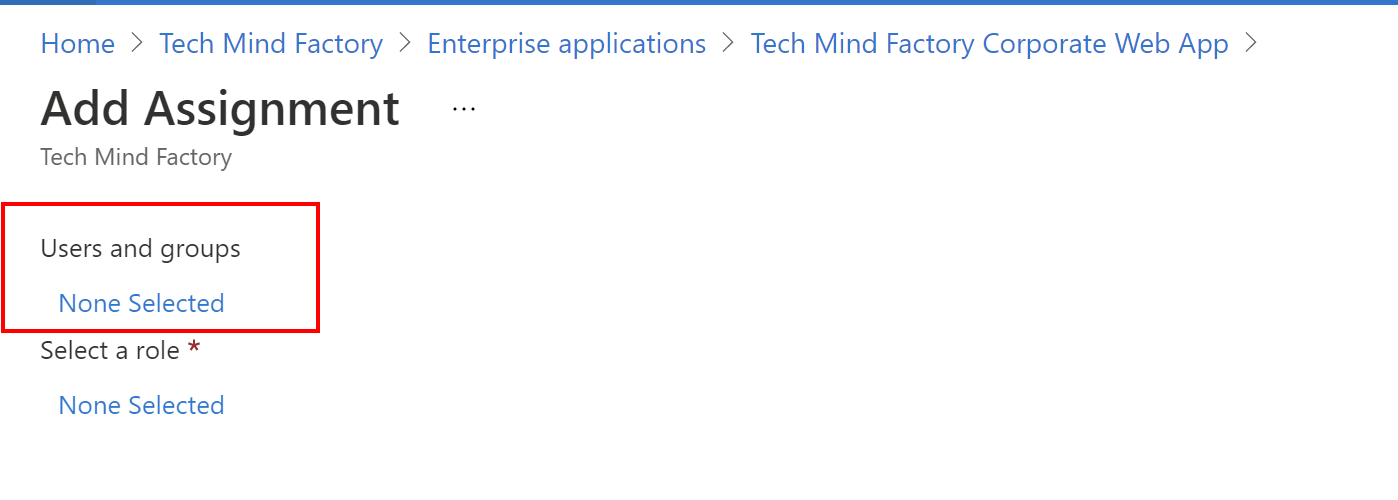 Home > Tech Mind Factory > Enterprise applications > Tech Mind Factory Corporate Web App >
Add Assignment ...
Tech Mind Factory
Users and groups
None Selected
Select a role *
None Selected